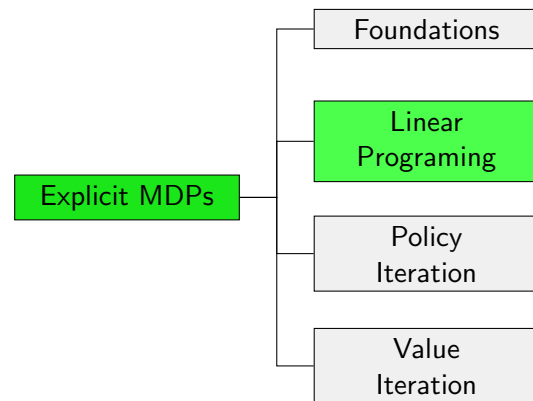 Foundations
Linear
Programing
Explicit MDPs
Policy
Iteration
Value
Iteration